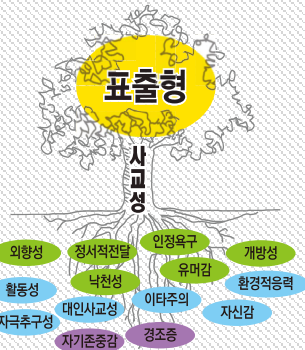 표출형
사교성
인정욕구
외향성 정서적전달 개방성
유머감
낙천성 환경적응력
활동성 이타주의
대인사교성 자신감
자극추구성
경조증
자기존중감